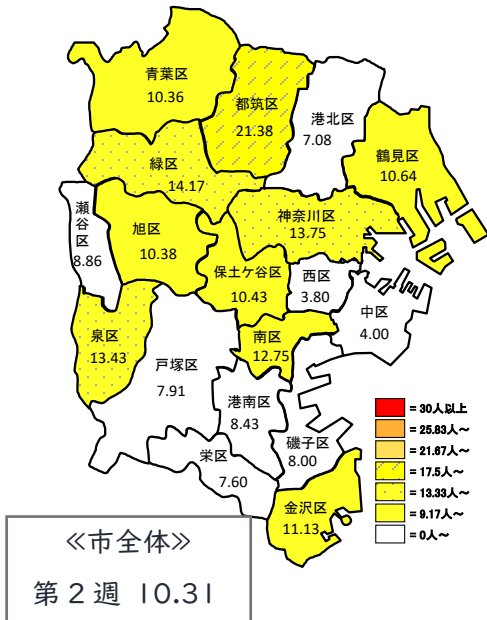 青葉区
10.36
都筑区
21.38
港北区
7.08
鶴見区
10.64
緑区
14.17
神奈川区
13.75
瀬谷区
8.86
旭区
10.38
保土ケ谷区
10.43
西区
3.80
中区
4.00
泉区
13.43
戸塚区
7.91
南区
12.75
港南区
8.43
磯子区
8.00
栄区
7.60
金沢区
11.13
= 30人以上
= 25.83人～
= 21.67人～
= 17.5人～
= 13.33人～
= 9.17人～
= 0人～
≪市全体≫
第２週 10.31